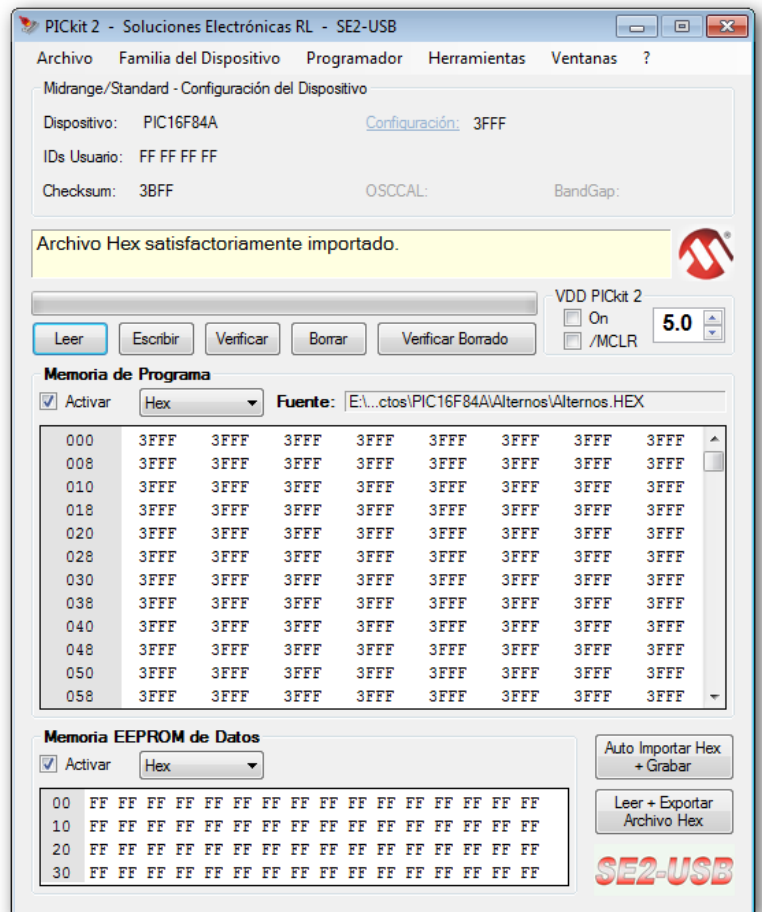 PICkit 2 - Soluciones Electrónicas RL - SE2-USB
Archivo Familia del Dispositivo Programador Herramientas Ventanas ?
Midrange/Standard - Configuración del Dispositivo
Dispositivo: PIC16F84A Configuración: 3FFF
IDs Usuario: FF FF FF FF
Checksum: 3BFF OSCCAL: BandGap:
Archivo Hex satisfactoriamente importado.
VDD PICkit 2
On
/MCLR
5.0
Leer Escribir Verificar Borrar Verificar Borrado
Memoria de Programa
Activar Hex Fuente: E:\...ctos\PIC16F84A\Alternos\Alternos.HEX
000 3FFF 3FFF 3FFF 3FFF 3FFF 3FFF 3FFF 3FFF
008 3FFF 3FFF 3FFF 3FFF 3FFF 3FFF 3FFF 3FFF
010 3FFF 3FFF 3FFF 3FFF 3FFF 3FFF 3FFF 3FFF
018 3FFF 3FFF 3FFF 3FFF 3FFF 3FFF 3FFF 3FFF
020 3FFF 3FFF 3FFF 3FFF 3FFF 3FFF 3FFF 3FFF
028 3FFF 3FFF 3FFF 3FFF 3FFF 3FFF 3FFF 3FFF
030 3FFF 3FFF 3FFF 3FFF 3FFF 3FFF 3FFF 3FFF
038 3FFF 3FFF 3FFF 3FFF 3FFF 3FFF 3FFF 3FFF
040 3FFF 3FFF 3FFF 3FFF 3FFF 3FFF 3FFF 3FFF
048 3FFF 3FFF 3FFF 3FFF 3FFF 3FFF 3FFF 3FFF
050 3FFF 3FFF 3FFF 3FFF 3FFF 3FFF 3FFF 3FFF
058 3FFF 3FFF 3FFF 3FFF 3FFF 3FFF 3FFF 3FFF
Memoria EEPROM de Datos
Activar Hex
00 FF FF FF FF FF FF FF FF FF FF FF FF FF FF FF FF
10 FF FF FF FF FF FF FF FF FF FF FF FF FF FF FF FF
20 FF FF FF FF FF FF FF FF FF FF FF FF FF FF FF FF
30 FF FF FF FF FF FF FF FF FF FF FF FF FF FF FF FF
Auto Importar Hex
+ Grabar
Leer + Exportar
Archivo Hex
SE2-USB